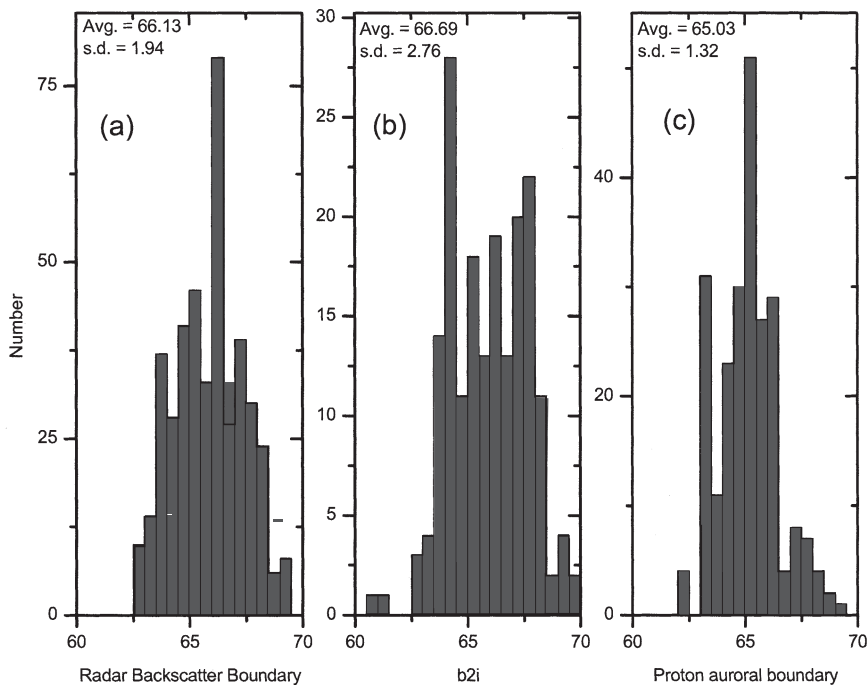 Avg. = 66.13
s.d. = 1.94
(a)
75
50
25
0
Number
60
65
70
Radar Backscatter Boundary
Avg. = 66.69
s.d. = 2.76
(b)
30
25
20
15
10
5
0
60
65
70
b2i
Avg. = 65.03
s.d. = 1.32
(c)
40
20
0
60
65
70
Proton auroral boundary